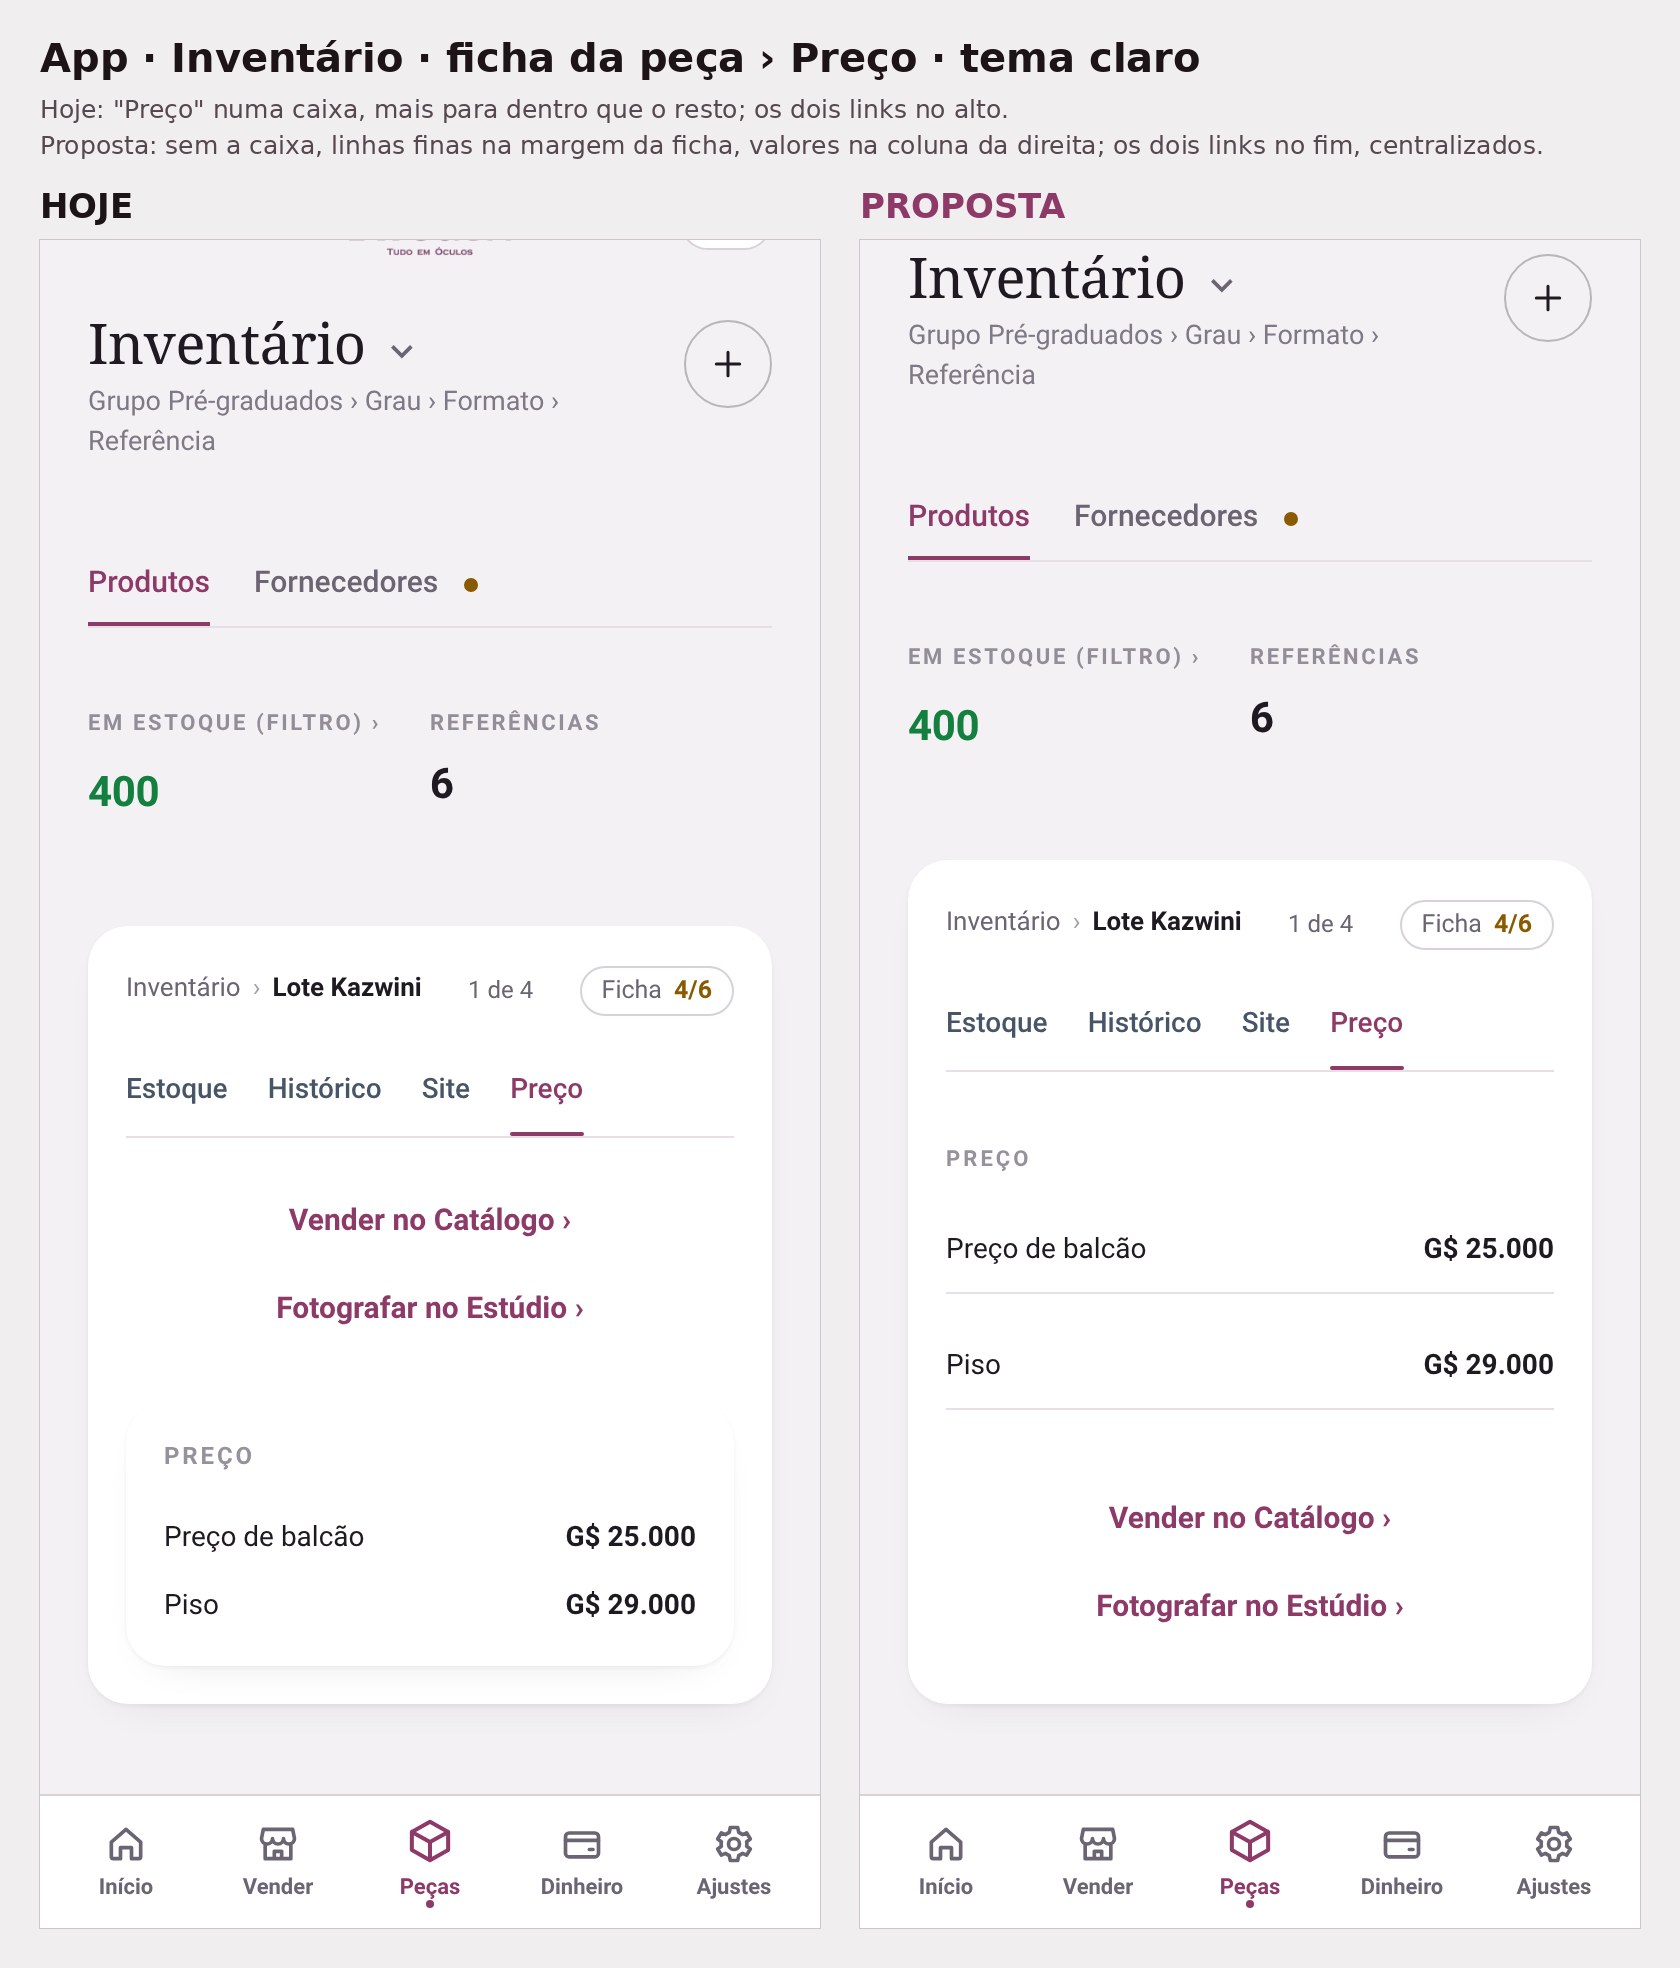 App · Inventário · ficha da peça › Preço · tema claro
Hoje: "Preço" numa caixa, mais para dentro que o resto; os dois links no alto.
Proposta: sem a caixa, linhas finas na margem da ficha, valores na coluna da direita; os dois links no fim, centralizados.
HOJE
TUDO EM ÓCULOS
Inventário
Grupo Pré-graduados › Grau › Formato ›
Referência
Produtos Fornecedores
EM ESTOQUE (FILTRO) › REFERÊNCIAS
400 6
Inventário › Lote Kazwini 1 de 4 Ficha 4/6
Estoque Histórico Site Preço
Vender no Catálogo ›
Fotografar no Estúdio ›
PREÇO
Preço de balcão G$ 25.000
Piso G$ 29.000
Início Vender Peças Dinheiro Ajustes
PROPOSTA
Inventário
Grupo Pré-graduados › Grau › Formato ›
Referência
Produtos Fornecedores
EM ESTOQUE (FILTRO) › REFERÊNCIAS
400 6
Inventário › Lote Kazwini 1 de 4 Ficha 4/6
Estoque Histórico Site Preço
PREÇO
Preço de balcão G$ 25.000
Piso G$ 29.000
Vender no Catálogo ›
Fotografar no Estúdio ›
Início Vender Peças Dinheiro Ajustes